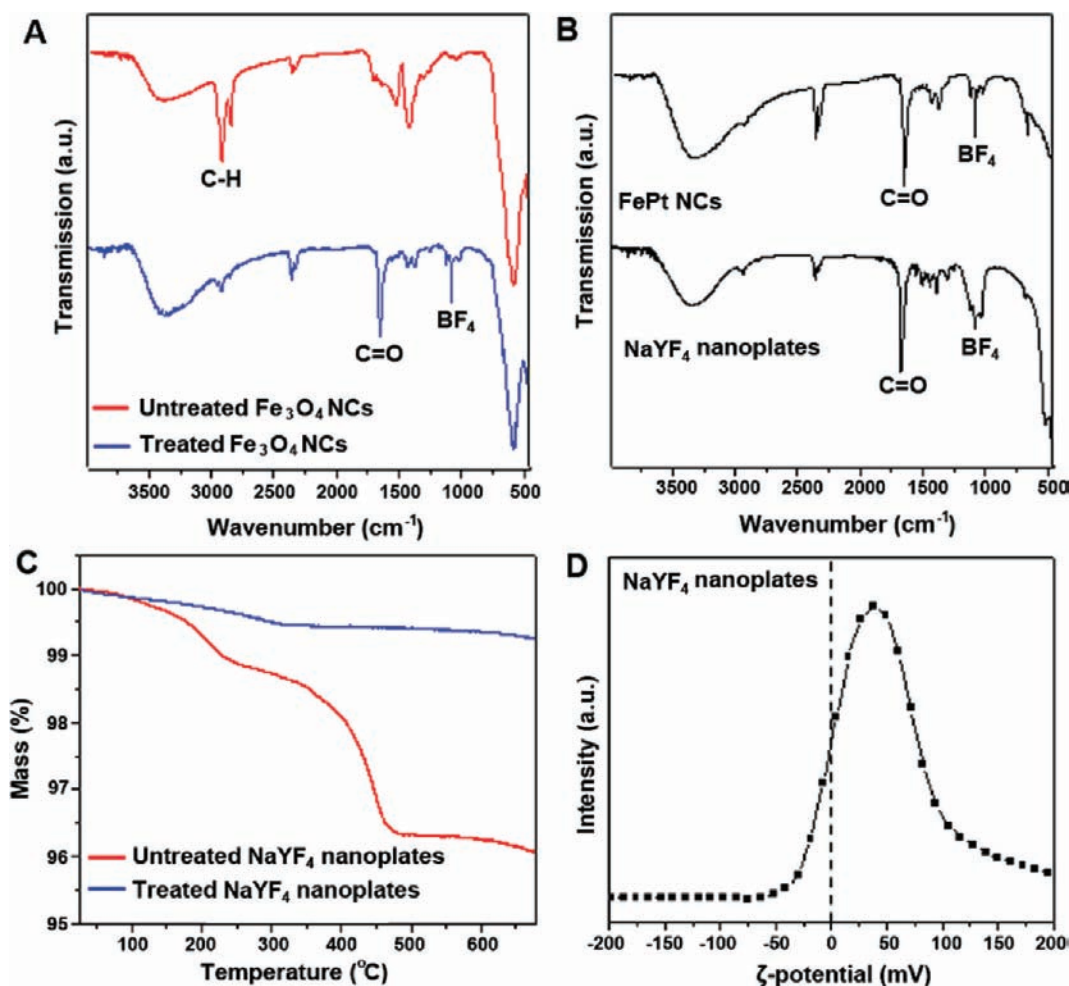 A
Transmission (a.u.)
C-H
C=O
BF₄
Untreated Fe₃O₄ NCs
Treated Fe₃O₄ NCs
3500 3000 2500 2000 1500 1000 500
Wavenumber (cm⁻¹)
B
Transmission (a.u.)
FePt NCs
C=O
BF₄
NaYF₄ nanoplates
C=O
BF₄
3500 3000 2500 2000 1500 1000 500
Wavenumber (cm⁻¹)
C
Mass (%)
100
99
98
97
96
95
Untreated NaYF₄ nanoplates
Treated NaYF₄ nanoplates
100 200 300 400 500 600
Temperature (°C)
D
NaYF₄ nanoplates
Intensity (a.u.)
-200 -150 -100 -50 0 50 100 150 200
ζ-potential (mV)